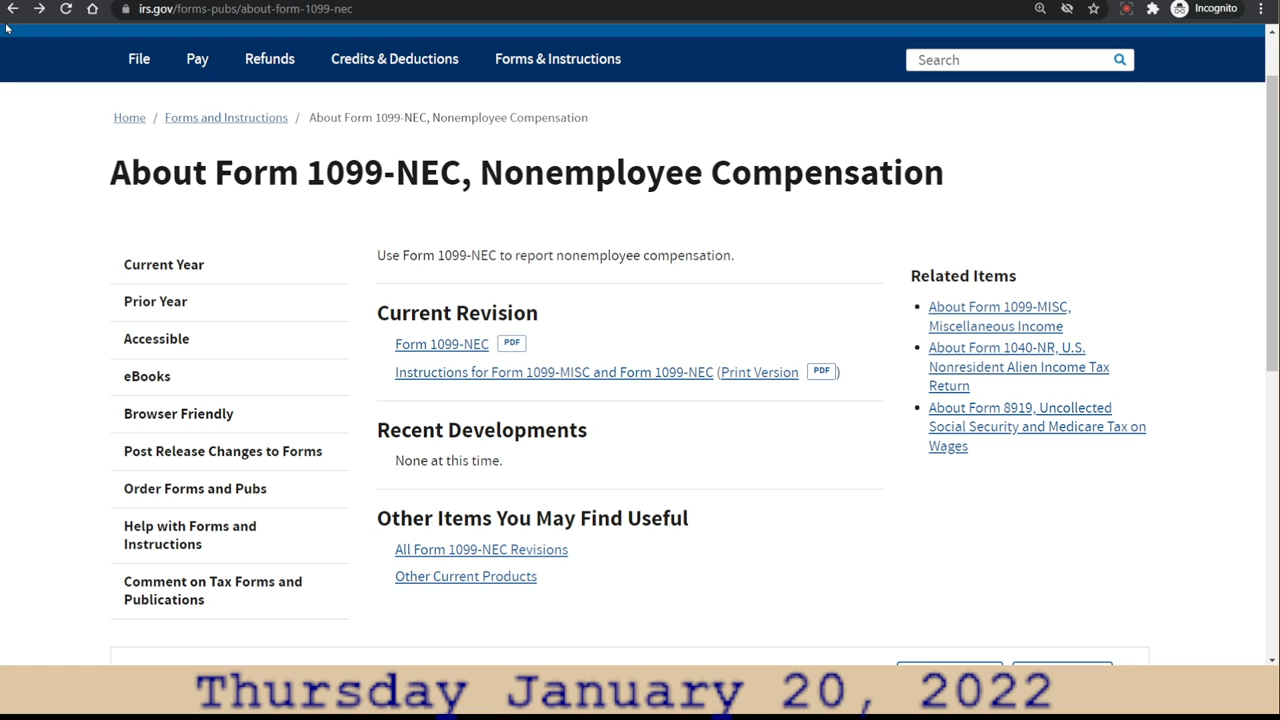 irs.gov/forms-pubs/about-form-1099-nec
Incognito
File
Pay
Refunds
Credits & Deductions
Forms & Instructions
Search
Home / Forms and Instructions / About Form 1099-NEC, Nonemployee Compensation
About Form 1099-NEC, Nonemployee Compensation
Current Year
Prior Year
Accessible
eBooks
Browser Friendly
Post Release Changes to Forms
Order Forms and Pubs
Help with Forms and
Instructions
Comment on Tax Forms and
Publications
Use Form 1099-NEC to report nonemployee compensation.
Current Revision
Form 1099-NEC PDF
Instructions for Form 1099-MISC and Form 1099-NEC (Print Version PDF)
Recent Developments
None at this time.
Other Items You May Find Useful
All Form 1099-NEC Revisions
Other Current Products
Related Items
About Form 1099-MISC,
Miscellaneous Income
About Form 1040-NR, U.S.
Nonresident Alien Income Tax
Return
About Form 8919, Uncollected
Social Security and Medicare Tax on
Wages
Thursday January 20, 2022